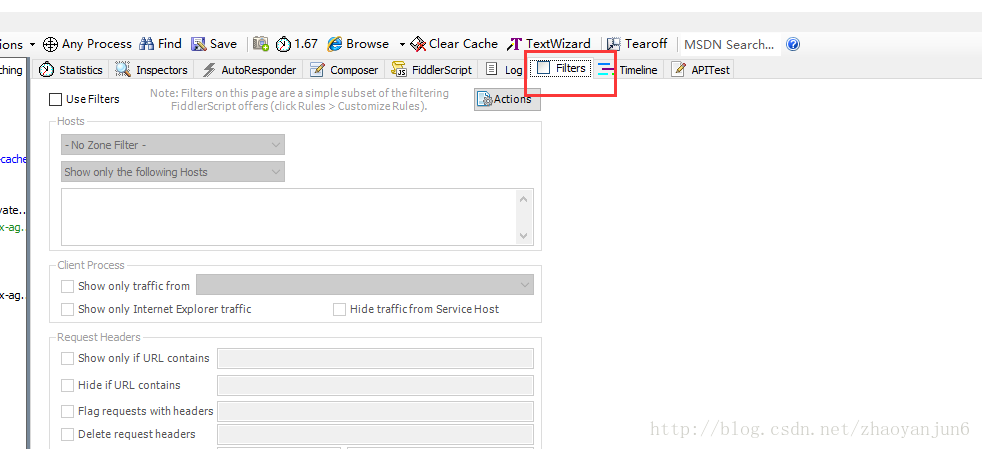 ions Any Process Find Save 1.67 Browse Clear Cache TextWizard Tearoff MSDN Search...
ching Statistics Inspectors AutoResponder Composer FiddlerScript Log Filters Timeline APITest
Use Filters Note: Filters on this page are a simple subset of the filtering
FiddlerScript offers (click Rules > Customize Rules). Actions
Hosts
- No Zone Filter -
cache
Show only the following Hosts
vate..
x-ag..
Client Process
Show only traffic from
x-ag..
Show only Internet Explorer traffic Hide traffic from Service Host
Request Headers
Show only if URL contains
Hide if URL contains
Flag requests with headers
Delete request headers
http://blog.csdn.net/zhaoyanjun6